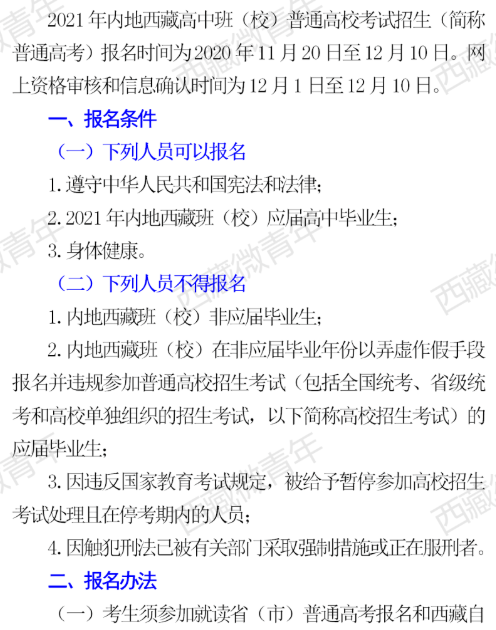 2021 年内地西藏高中班（校）普通高校考试招生（简称
普通高考）报名时间为2020 年 11 月 20 日至 12 月 10 日。网
上资格审核和信息确认时间为 12 月 1 日至 12 月 10 日。
一、报名条件
（一）下列人员可以报名
1. 遵守中华人民共和国宪法和法律;
2. 2021 年内地西藏班（校）应届高中毕业生;
3. 身体健康。
（二）下列人员不得报名
1. 内地西藏班（校）非应届毕业生;
2. 内地西藏班（校）在非应届毕业年份以弄虚作假手段
报名并违规参加普通高校招生考试（包括全国统考、省级统
考和高校单独组织的招生考试，以下简称高校招生考试）的
应届毕业生;
3. 因违反国家教育考试规定，被给予暂停参加高校招生
考试处理且在停考期内的人员;
4. 因触犯刑法已被有关部门采取强制措施或正在服刑者。
二、报名办法
（一）考生须参加就读省（市）普通高考报名和西藏自
西藏微青年